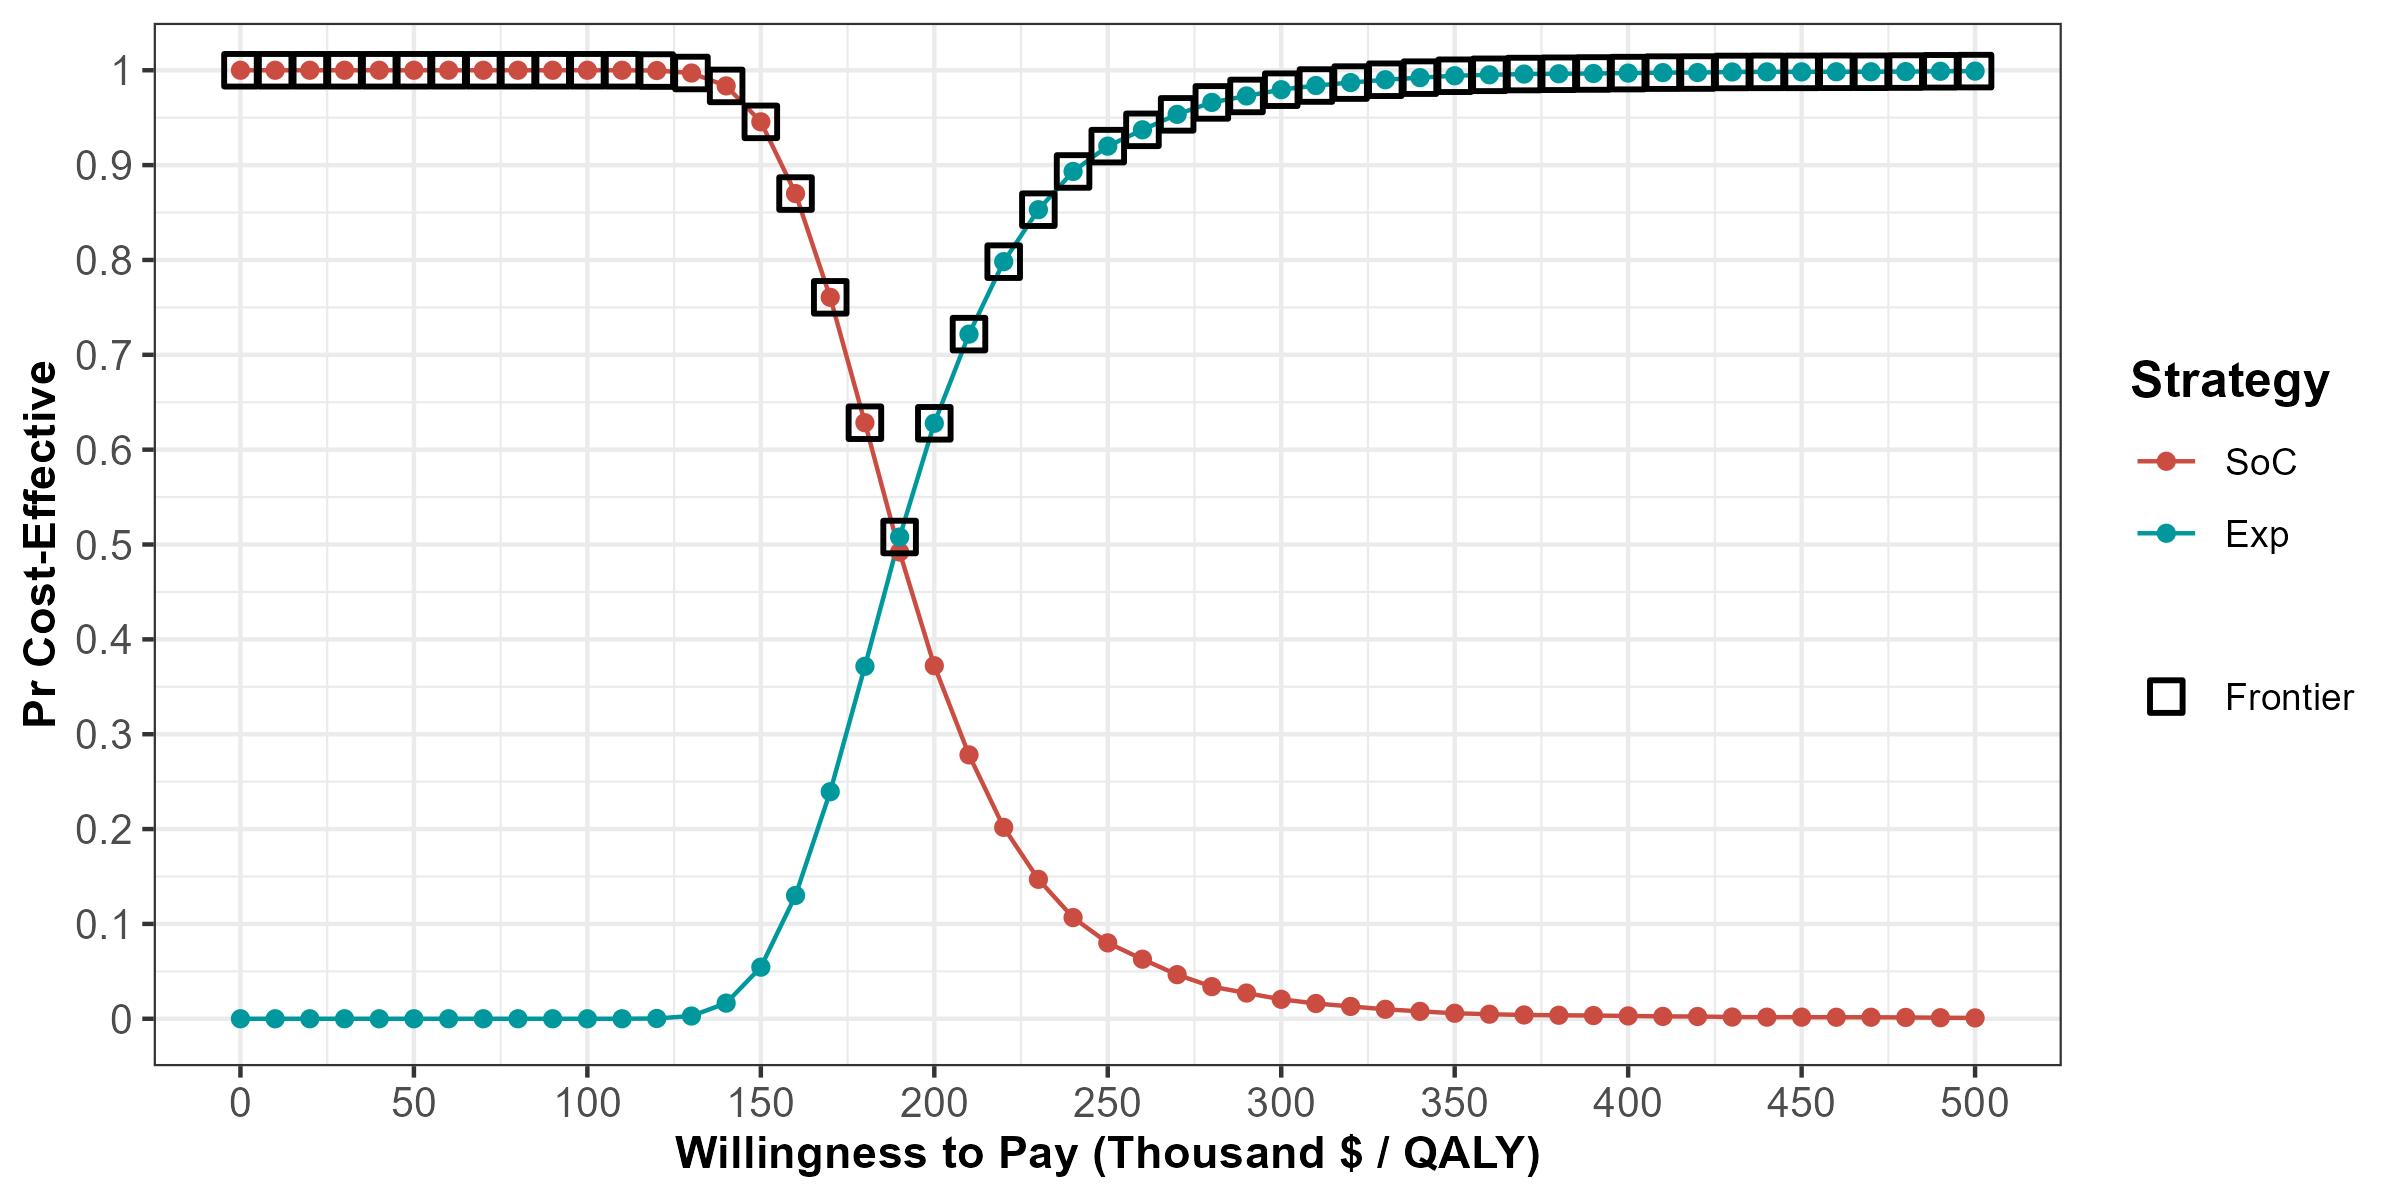 1
0.9
0.8
0.7
0.6
0.5
0.4
0.3
0.2
0.1
0
Pr Cost-Effective
0 50 100 150 200 250 300 350 400 450 500
Willingness to Pay (Thousand $ / QALY)
Strategy
SoC
Exp
Frontier